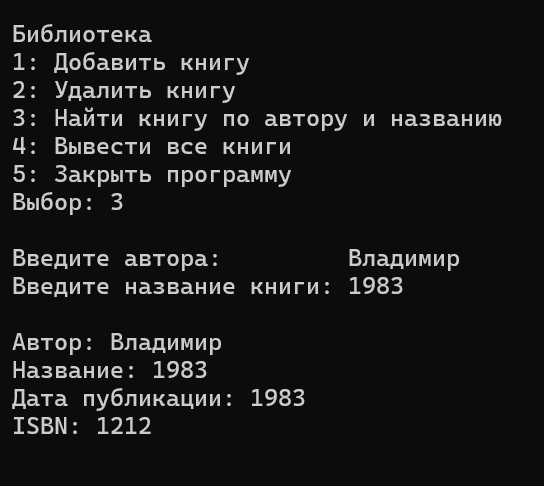 Библиотека
1: Добавить книгу
2: Удалить книгу
3: Найти книгу по автору и названию
4: Вывести все книги
5: Закрыть программу
Выбор: 3
Введите автора:         Владимир
Введите название книги: 1983
Автор: Владимир
Название: 1983
Дата публикации: 1983
ISBN: 1212